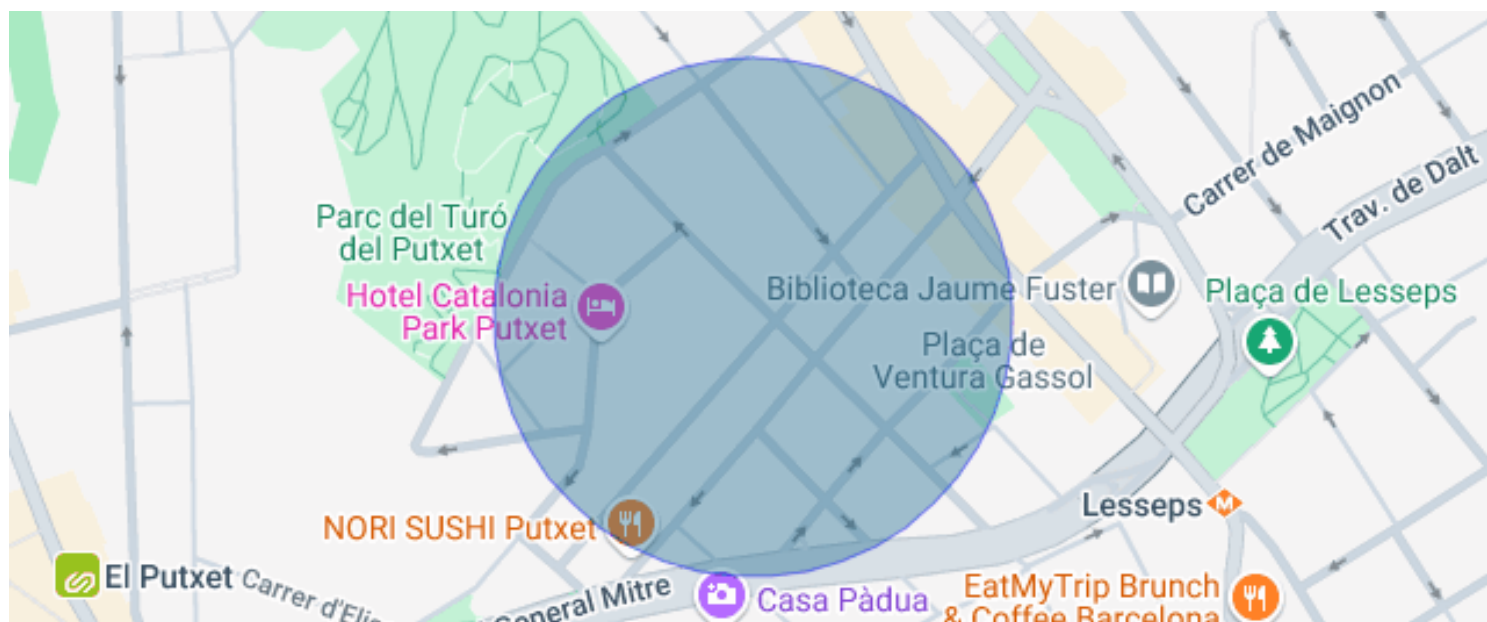 Carrer de Maignon
Trav. de Dalt
Parc del Turó
del Putxet
Hotel Catalonia
Park Putxet
Biblioteca Jaume Fuster
Plaça de Lesseps
Plaça de
Ventura Gassol
Lesseps
M
NORI SUSHI Putxet
El Putxet
Carrer d'Elis
General Mitre
Casa Pàdua
EatMyTrip Brunch
& Coffee Barcelona